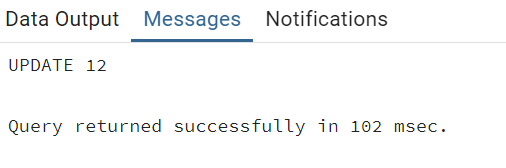 Data Output Messages Notifications
UPDATE 12
Query returned successfully in 102 msec.